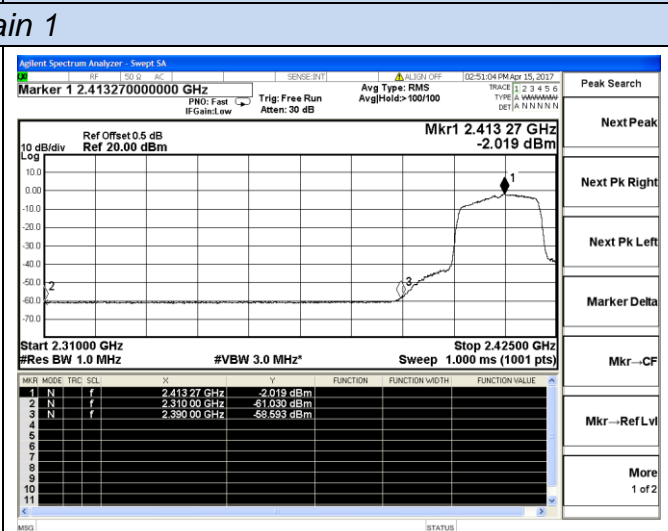 ain 1
Agilent Spectrum Analyzer - Swept SA
RF 50 Ω AC SENSE:INT ALIGN OFF 02:51:04 PM Apr 15, 2017
Marker 1 2.413270000000 GHz
PNO: Fast
IFGain:Low
Trig: Free Run
Atten: 30 dB
Avg Type: RMS
Avg|Hold:> 100/100
TRACE 1 2 3 4 5 6
TYPE A WWWWW
DET A N N N N N
Peak Search
Next Peak
Next Pk Right
Next Pk Left
Marker Delta
Mkr→CF
Mkr→Ref Lvl
More
1 of 2
Ref Offset 0.5 dB
10 dB/div Ref 20.00 dBm
Log
Mkr1 2.413 27 GHz
-2.019 dBm
10.0
0.00
-10.0
-20.0
-30.0
-40.0
-50.0
-60.0
-70.0
1
2
3
Start 2.31000 GHz
Stop 2.42500 GHz
#Res BW 1.0 MHz
#VBW 3.0 MHz*
Sweep 1.000 ms (1001 pts)
MKR MODE TRC SCL X Y FUNCTION FUNCTION WIDTH FUNCTION VALUE
1 N f 2.413 27 GHz -2.019 dBm
2 N f 2.310 00 GHz -61.030 dBm
3 N f 2.390 00 GHz -58.593 dBm
4
5
6
7
8
9
10
11
MSG
STATUS